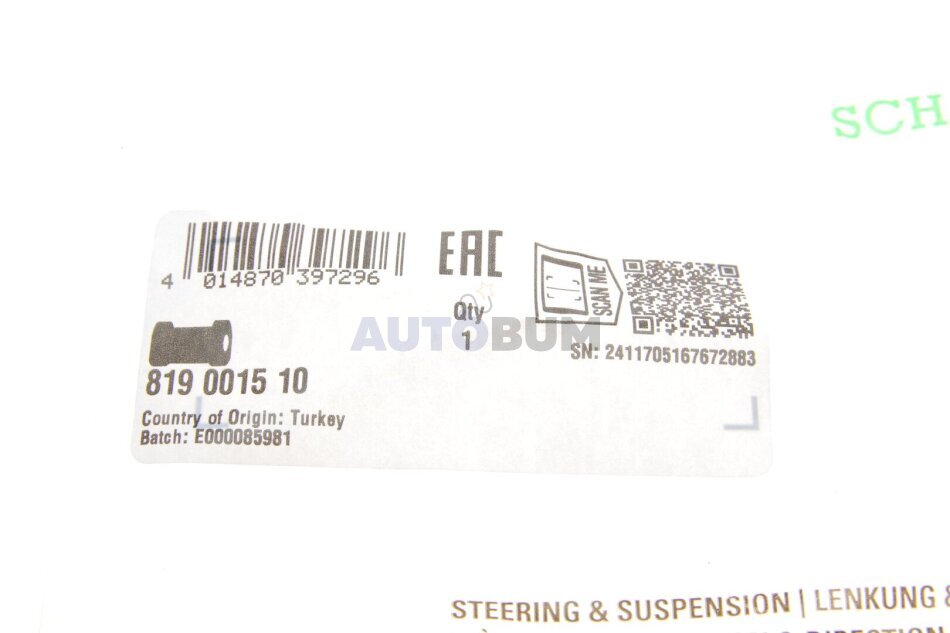 SCH
4 014870 397296
EAC
SCAN ME
Qty
1
AUTOBUM
SN: 2411705167672883
819 0015 10
Country of Origin: Turkey
Batch: E000085981
STEERING & SUSPENSION | LENKUNG &
DIRECTION